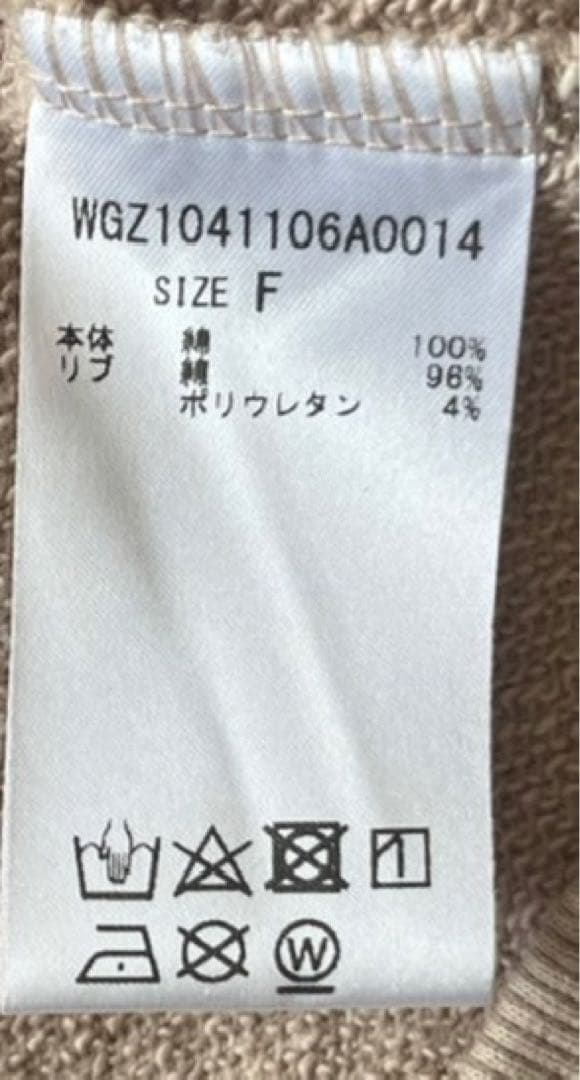 WGZ1041106A0014
SIZE F
本体 綿 100%
リブ 綿 96%
ポリウレタン 4%
W